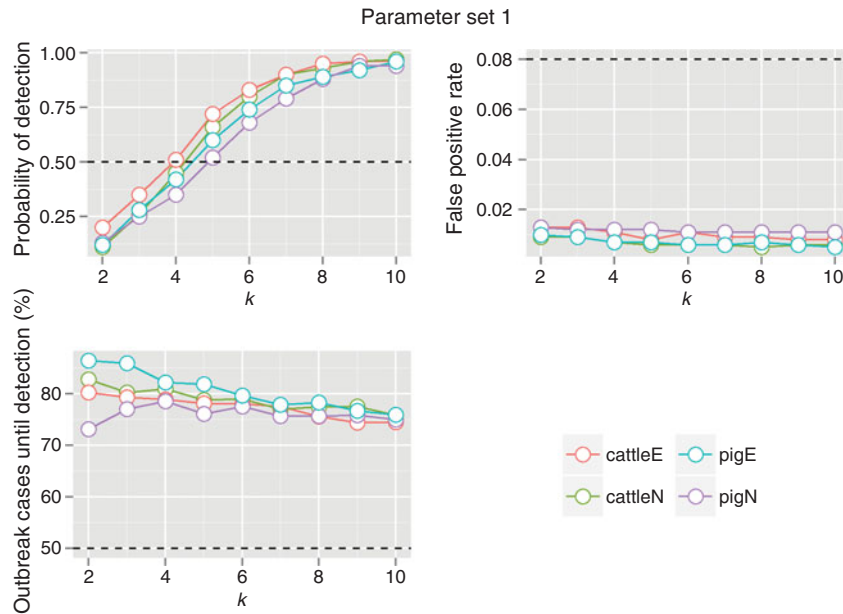 Parameter set 1
Probability of detection
1.00
0.75
0.50
0.25
2 4 6 8 10
k
False positive rate
0.08
0.06
0.04
0.02
2 4 6 8 10
k
Outbreak cases until detection (%)
80
70
60
50
2 4 6 8 10
k
cattleE pigE
cattleN pigN